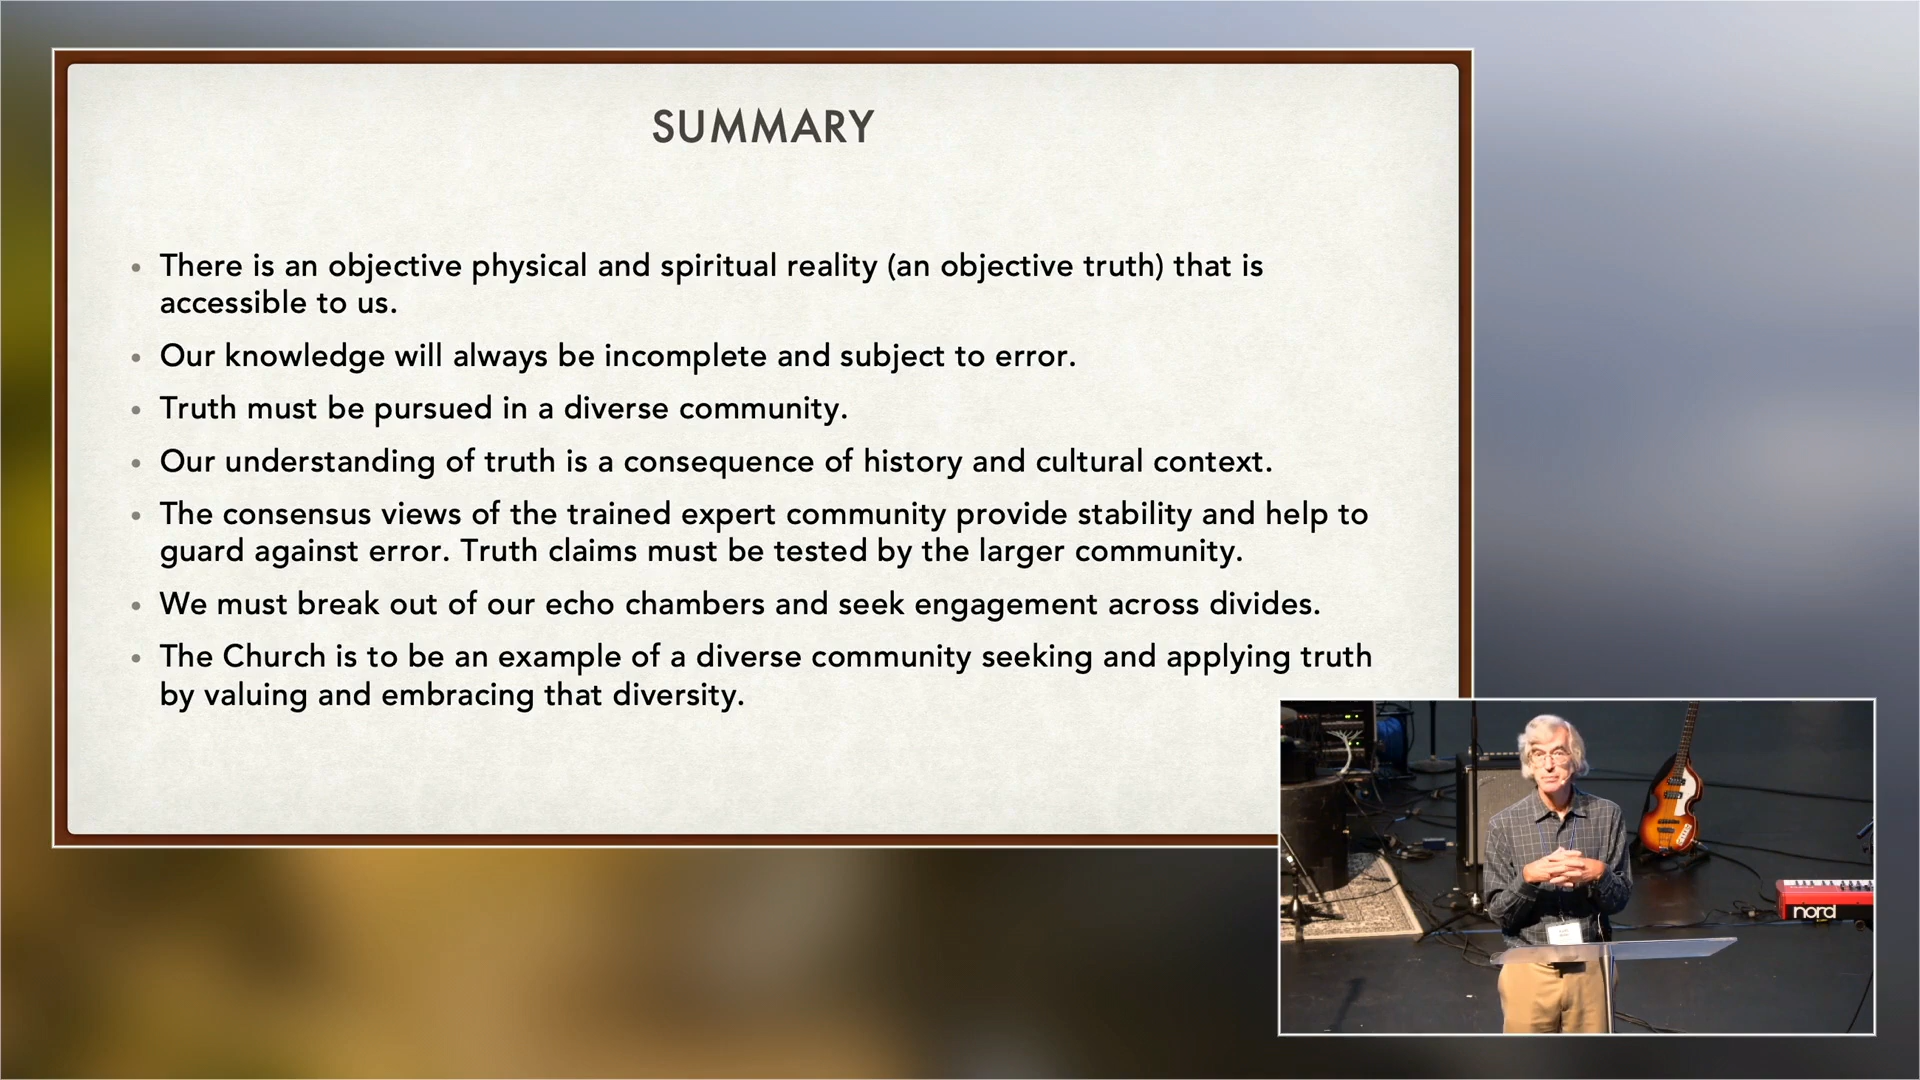 SUMMARY
• There is an objective physical and spiritual reality (an objective truth) that is
accessible to us.
• Our knowledge will always be incomplete and subject to error.
• Truth must be pursued in a diverse community.
• Our understanding of truth is a consequence of history and cultural context.
• The consensus views of the trained expert community provide stability and help to
guard against error. Truth claims must be tested by the larger community.
• We must break out of our echo chambers and seek engagement across divides.
• The Church is to be an example of a diverse community seeking and applying truth
by valuing and embracing that diversity.
nord